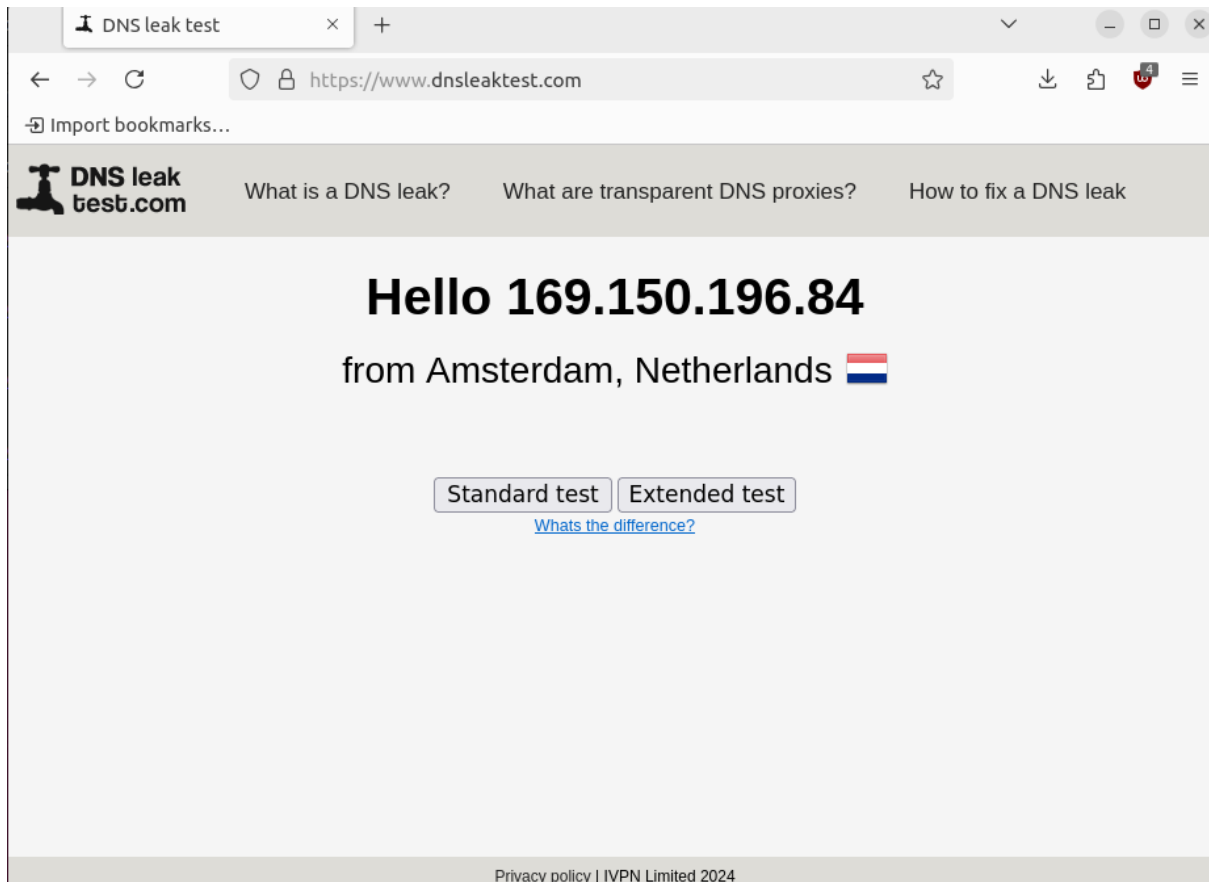 DNS leak test
4
https://www.dnsleaktest.com
Import bookmarks...
DNS leak
test.com
What is a DNS leak? What are transparent DNS proxies? How to fix a DNS leak
Hello 169.150.196.84
from Amsterdam, Netherlands
Standard test Extended test
Whats the difference?
Privacy policy | IVPN Limited 2024